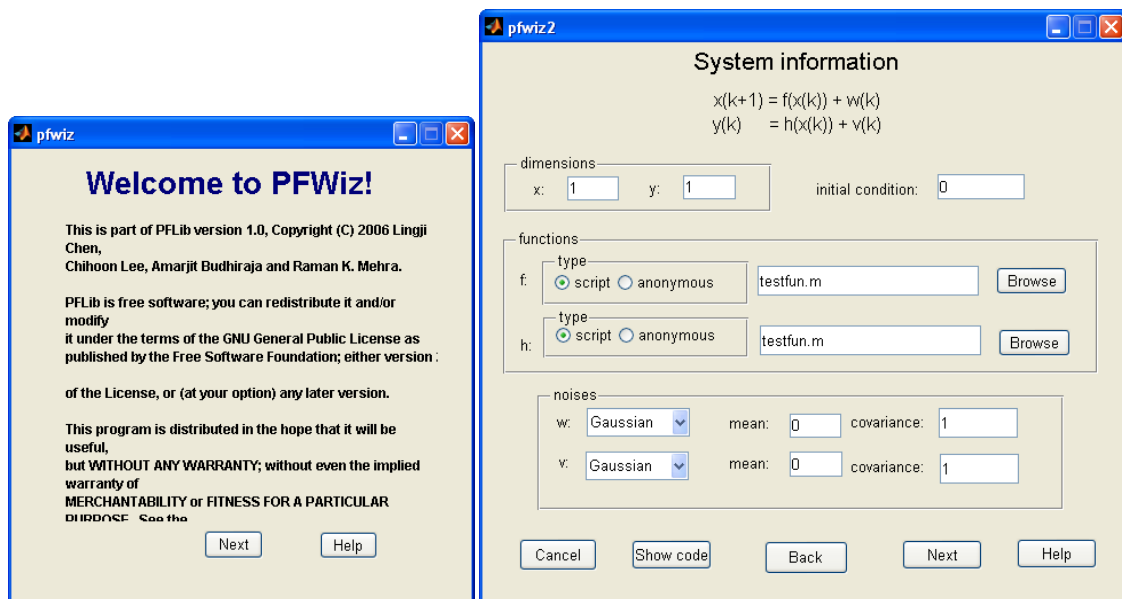 pfwiz
Welcome to PFWiz!
This is part of PFLib version 1.0, Copyright (C) 2006 Lingji
Chen,
Chihoon Lee, Amarjit Budhiraja and Raman K. Mehra.
PFLib is free software; you can redistribute it and/or
modify
it under the terms of the GNU General Public License as
published by the Free Software Foundation; either version
of the License, or (at your option) any later version.
This program is distributed in the hope that it will be
useful,
but WITHOUT ANY WARRANTY; without even the implied
warranty of
MERCHANTABILITY or FITNESS FOR A PARTICULAR
PURPOSE. See the
Next Help
pfwiz2
System information
x(k+1) = f(x(k)) + w(k)
y(k) = h(x(k)) + v(k)
dimensions
x: 1 y: 1 initial condition: 0
functions
type
f: script anonymous testfun.m Browse
type
h: script anonymous testfun.m Browse
noises
w: Gaussian mean: 0 covariance: 1
v: Gaussian mean: 0 covariance: 1
Cancel Show code Back Next Help